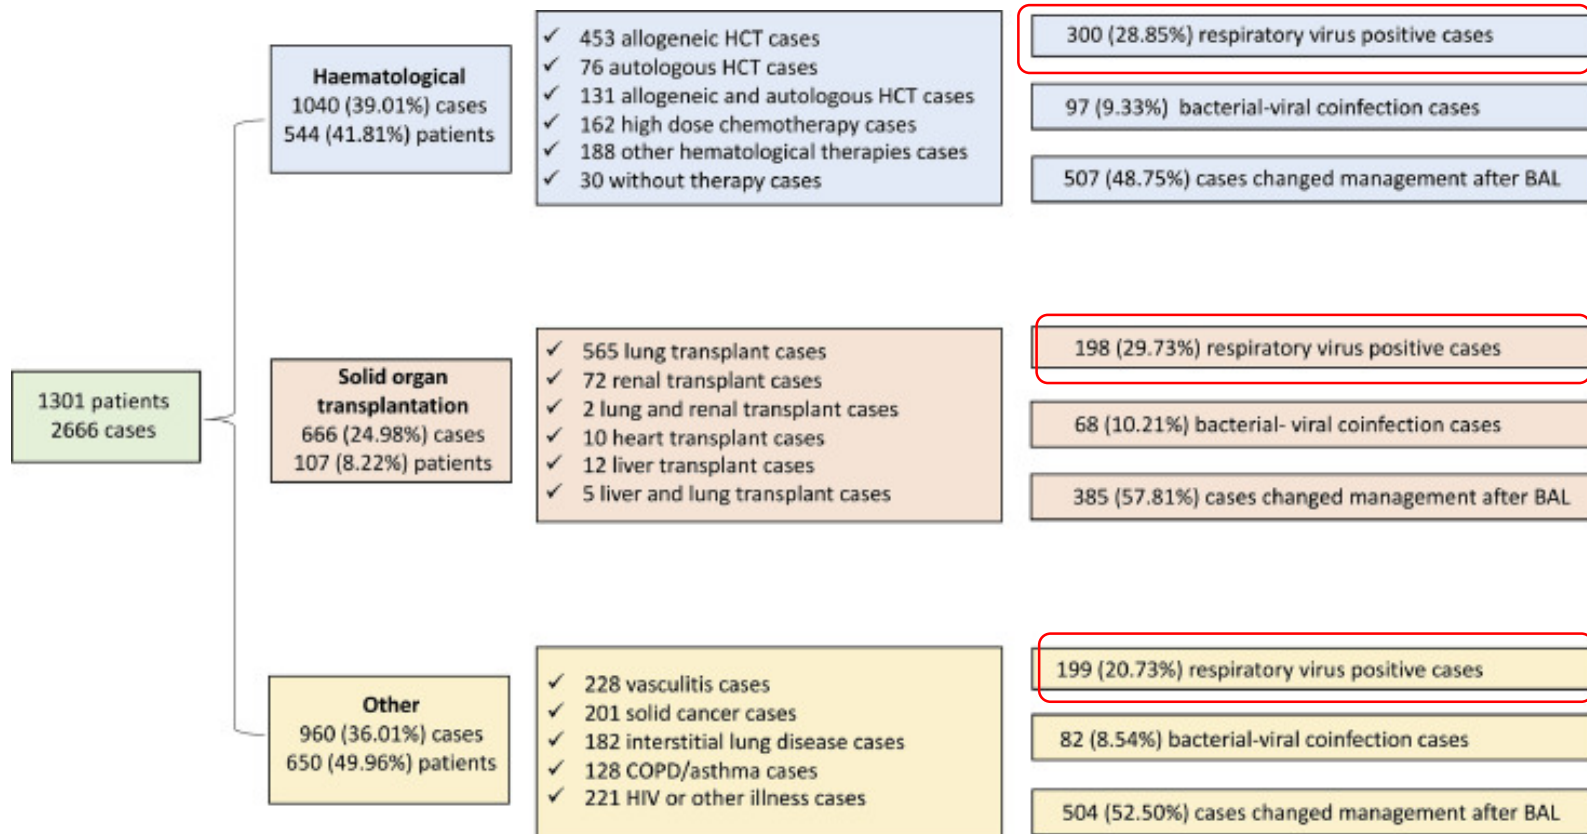 1301 patients
2666 cases
Haematological
1040 (39.01%) cases
544 (41.81%) patients
✓ 453 allogeneic HCT cases
✓ 76 autologous HCT cases
✓ 131 allogeneic and autologous HCT cases
✓ 162 high dose chemotherapy cases
✓ 188 other hematological therapies cases
✓ 30 without therapy cases
300 (28.85%) respiratory virus positive cases
97 (9.33%) bacterial-viral coinfection cases
507 (48.75%) cases changed management after BAL
Solid organ
transplantation
666 (24.98%) cases
107 (8.22%) patients
✓ 565 lung transplant cases
✓ 72 renal transplant cases
✓ 2 lung and renal transplant cases
✓ 10 heart transplant cases
✓ 12 liver transplant cases
✓ 5 liver and lung transplant cases
198 (29.73%) respiratory virus positive cases
68 (10.21%) bacterial- viral coinfection cases
385 (57.81%) cases changed management after BAL
Other
960 (36.01%) cases
650 (49.96%) patients
✓ 228 vasculitis cases
✓ 201 solid cancer cases
✓ 182 interstitial lung disease cases
✓ 128 COPD/asthma cases
✓ 221 HIV or other illness cases
199 (20.73%) respiratory virus positive cases
82 (8.54%) bacterial-viral coinfection cases
504 (52.50%) cases changed management after BAL